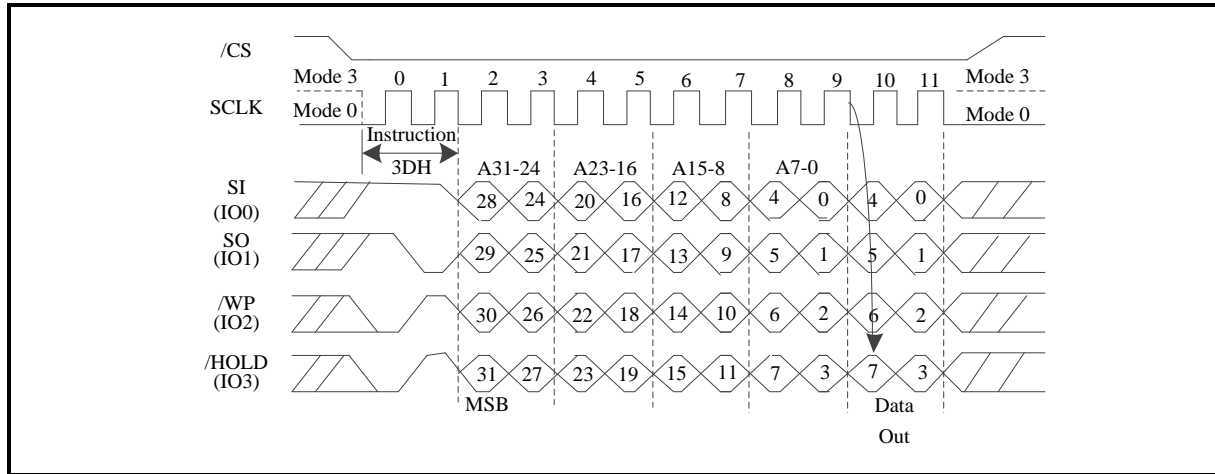 /CS
Mode 3 0 1 2 3 4 5 6 7 8 9 10 11 Mode 3
SCLK Mode 0 Mode 0
Instruction
3DH A31-24 A23-16 A15-8 A7-0
SI
(IO0) 28 24 20 16 12 8 4 0 4 0
SO
(IO1) 29 25 21 17 13 9 5 1 5 1
/WP
(IO2) 30 26 22 18 14 10 6 2 6 2
/HOLD
(IO3) 31 27 23 19 15 11 7 3 7 3
MSB Data
Out